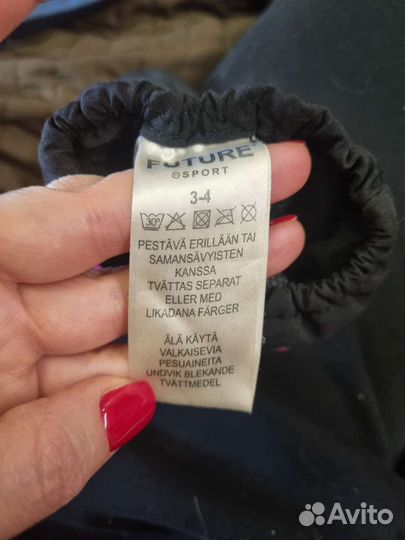 FUTURE
SPORT
3-4
30°
PESTÄVÄ ERILLÄÄN TAI
SAMANSÄVYISTEN
KANSSA
TVÄTTAS SEPARAT
ELLER MED
LIKADANA FÄRGER
ÄLÄ KÄYTÄ
VALKAISEVIA
PESUAINEITA
UNDVIK BLEKANDE
TVÄTTMEDEL
Avito